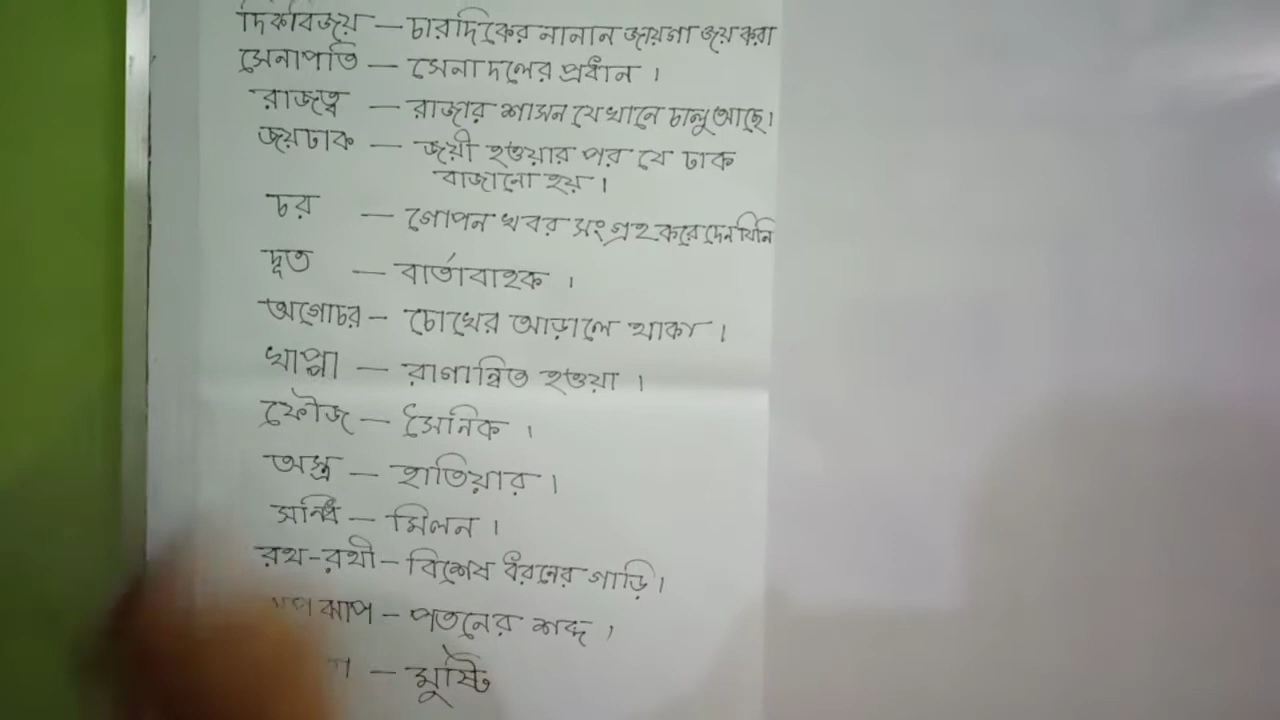 দিকবিজয় — চারদিকের নানান জায়গা জয় করা
সেনাপতি — সেনাদলের প্রধান ।
রাজত্ব — রাজার শাসন যেখানে চালু আছে।
জয়ঢাক — জয়ী হওয়ার পর যে ঢাক
বাজানো হয় ।
চর — গোপন খবর সংগ্রহ করে দেন যিনি
দূত — বার্তাবাহক ।
অগোচর — চোখের আড়ালে থাকা ।
খাপ্পা — রাগান্বিত হওয়া ।
ফৌজ — সৈনিক ।
অস্ত্র — হাতিয়ার ।
সন্ধি — মিলন ।
রথ-রথী — বিশেষ ধরনের গাড়ি।
ঝাপ — পতনের শব্দ ।
— মুষ্টি